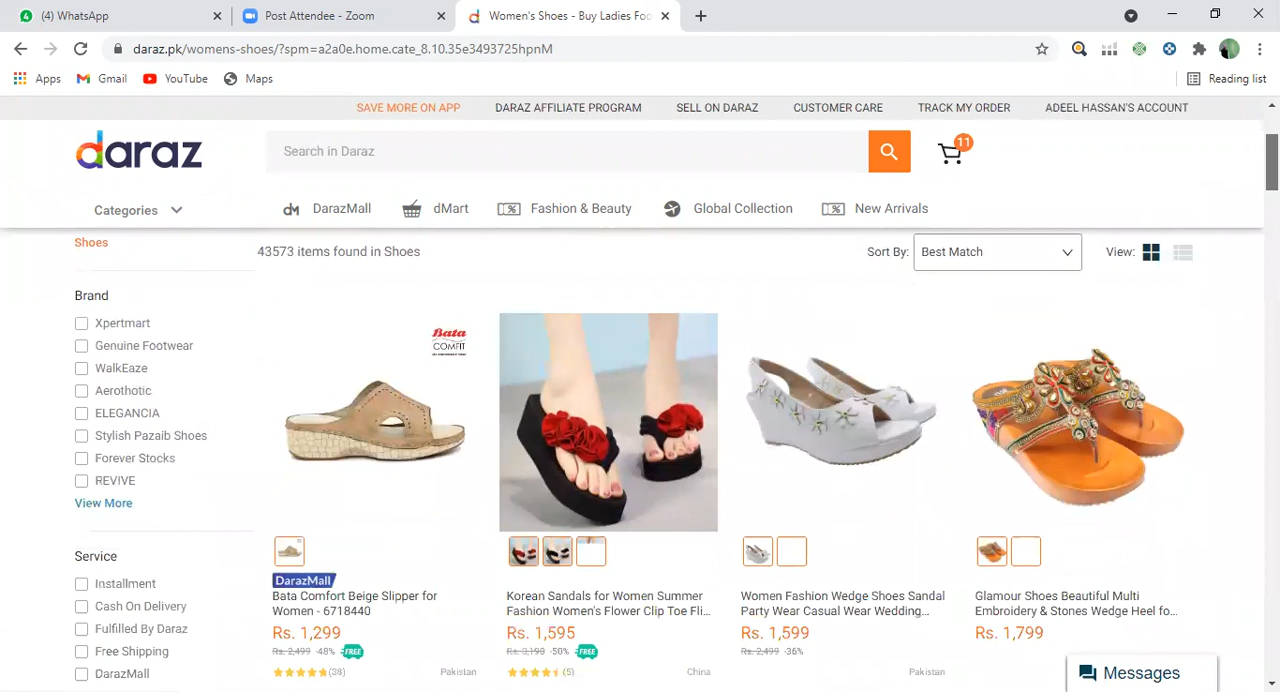 (4) WhatsApp
Post Attendee - Zoom
Women's Shoes - Buy Ladies Foo
daraz.pk/womens-shoes/?spm=a2a0e.home.cate_8.10.35e3493725hpnM
Apps
Gmail
YouTube
Maps
Reading list
SAVE MORE ON APP
DARAZ AFFILIATE PROGRAM
SELL ON DARAZ
CUSTOMER CARE
TRACK MY ORDER
ADEEL HASSAN'S ACCOUNT
daraz
Search in Daraz
11
Categories
DarazMall
dMart
Fashion & Beauty
Global Collection
New Arrivals
Shoes
43573 items found in Shoes
Sort By:
Best Match
View:
Brand
Xpertmart
Genuine Footwear
WalkEaze
Aerothotic
ELEGANCIA
Stylish Pazaib Shoes
Forever Stocks
REVIVE
View More
Service
Installment
Cash On Delivery
Fulfilled By Daraz
Free Shipping
DarazMall
Bata
COMFIT
DarazMall
Bata Comfort Beige Slipper for
Women - 6718440
Rs. 1,299
Rs. 2,499 -48% FREE
(38)
Pakistan
Korean Sandals for Women Summer
Fashion Women's Flower Clip Toe Fli...
Rs. 1,595
Rs. 3,190 -50% FREE
(5)
China
Women Fashion Wedge Shoes Sandal
Party Wear Casual Wear Wedding...
Rs. 1,599
Rs. 2,499 -36%
Pakistan
Glamour Shoes Beautiful Multi
Embroidery & Stones Wedge Heel fo...
Rs. 1,799
Messages